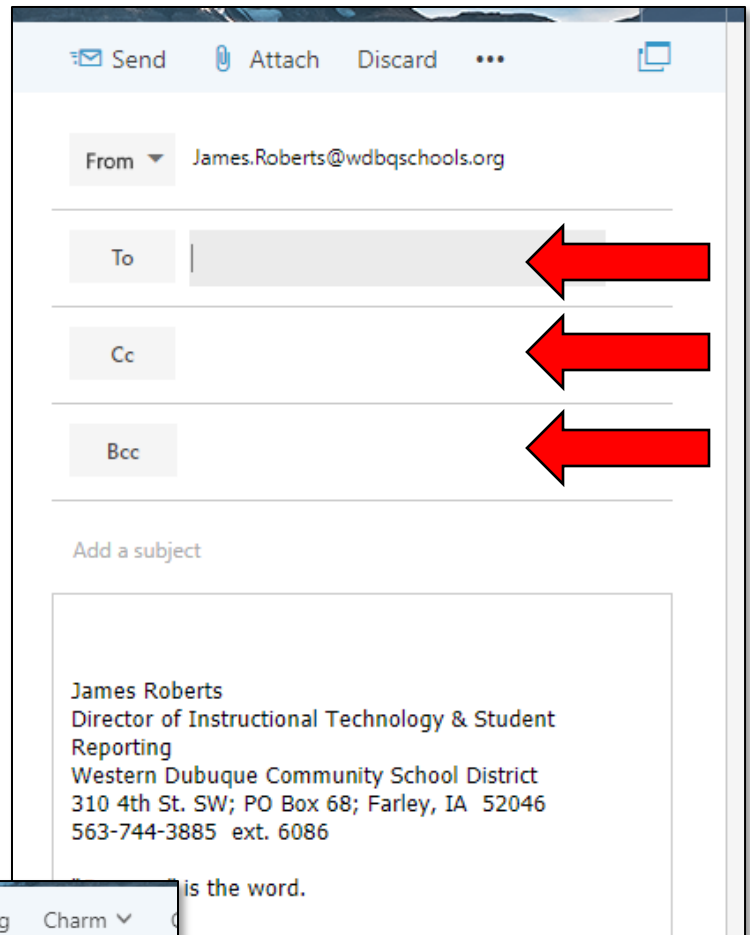 Send Attach Discard •••
From James.Roberts@wdbqschools.org
To
Cc
Bcc
Add a subject
James Roberts
Director of Instructional Technology & Student
Reporting
Western Dubuque Community School District
310 4th St. SW; PO Box 68; Farley, IA 52046
563-744-3885 ext. 6086
is the word.
Charm